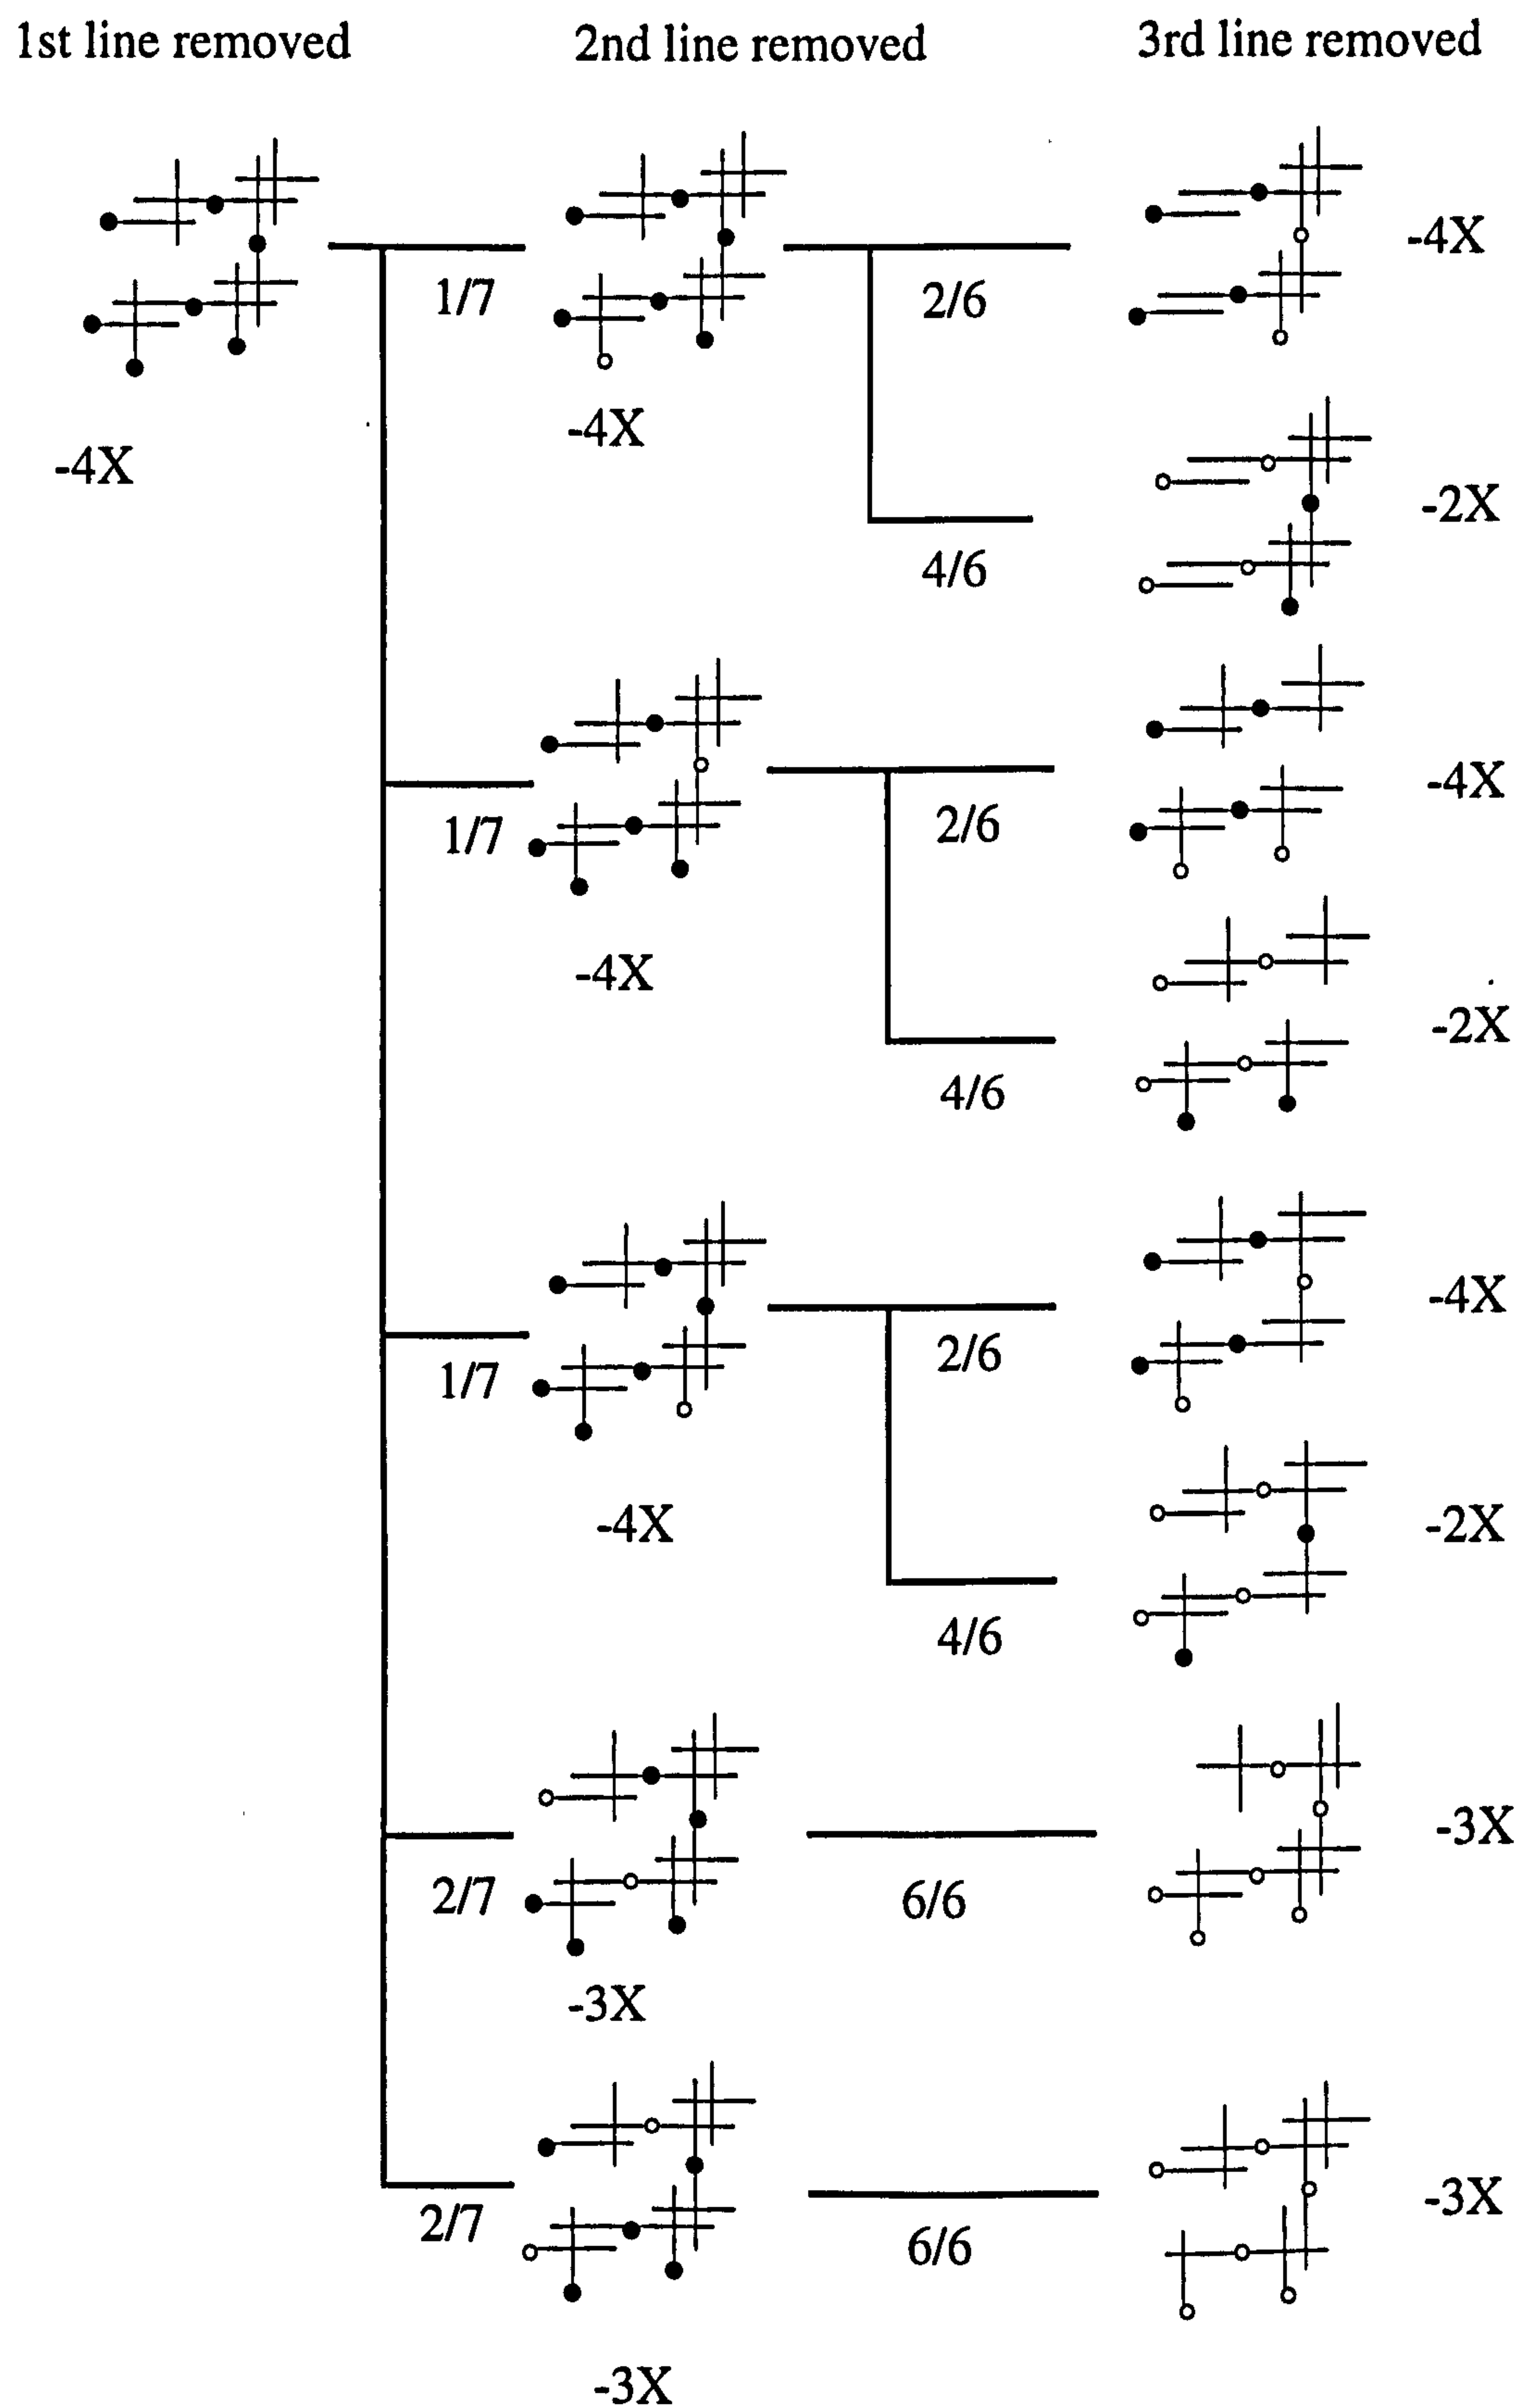 1st line removed 2nd line removed 3rd line removed
-4X
1/7
2/6
-4X
-4X
-2X
4/6
-4X
1/7
2/6
-4X
-2X
4/6
-4X
1/7
2/6
-4X
-2X
4/6
-3X
2/7
6/6
-3X
-3X
2/7
6/6
-3X